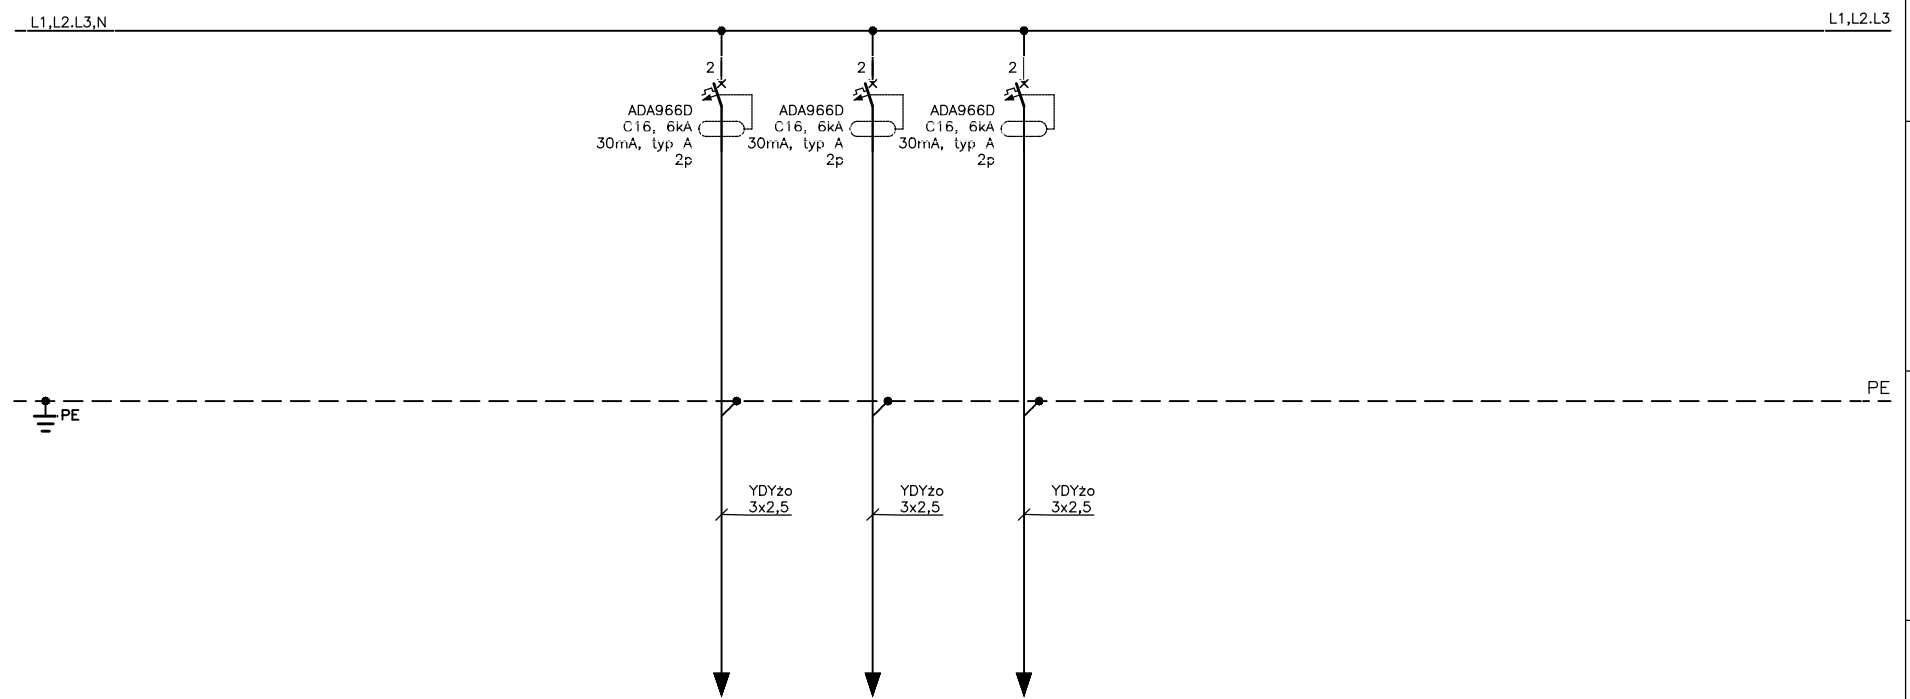 L1,L2.L3,N
L1,L2.L3
2
ADA966D
C16, 6kA
30mA, typ A
2p
2
ADA966D
C16, 6kA
30mA, typ A
2p
2
ADA966D
C16, 6kA
30mA, typ A
2p
PE
PE
YDYżo
3x2,5
YDYżo
3x2,5
YDYżo
3x2,5